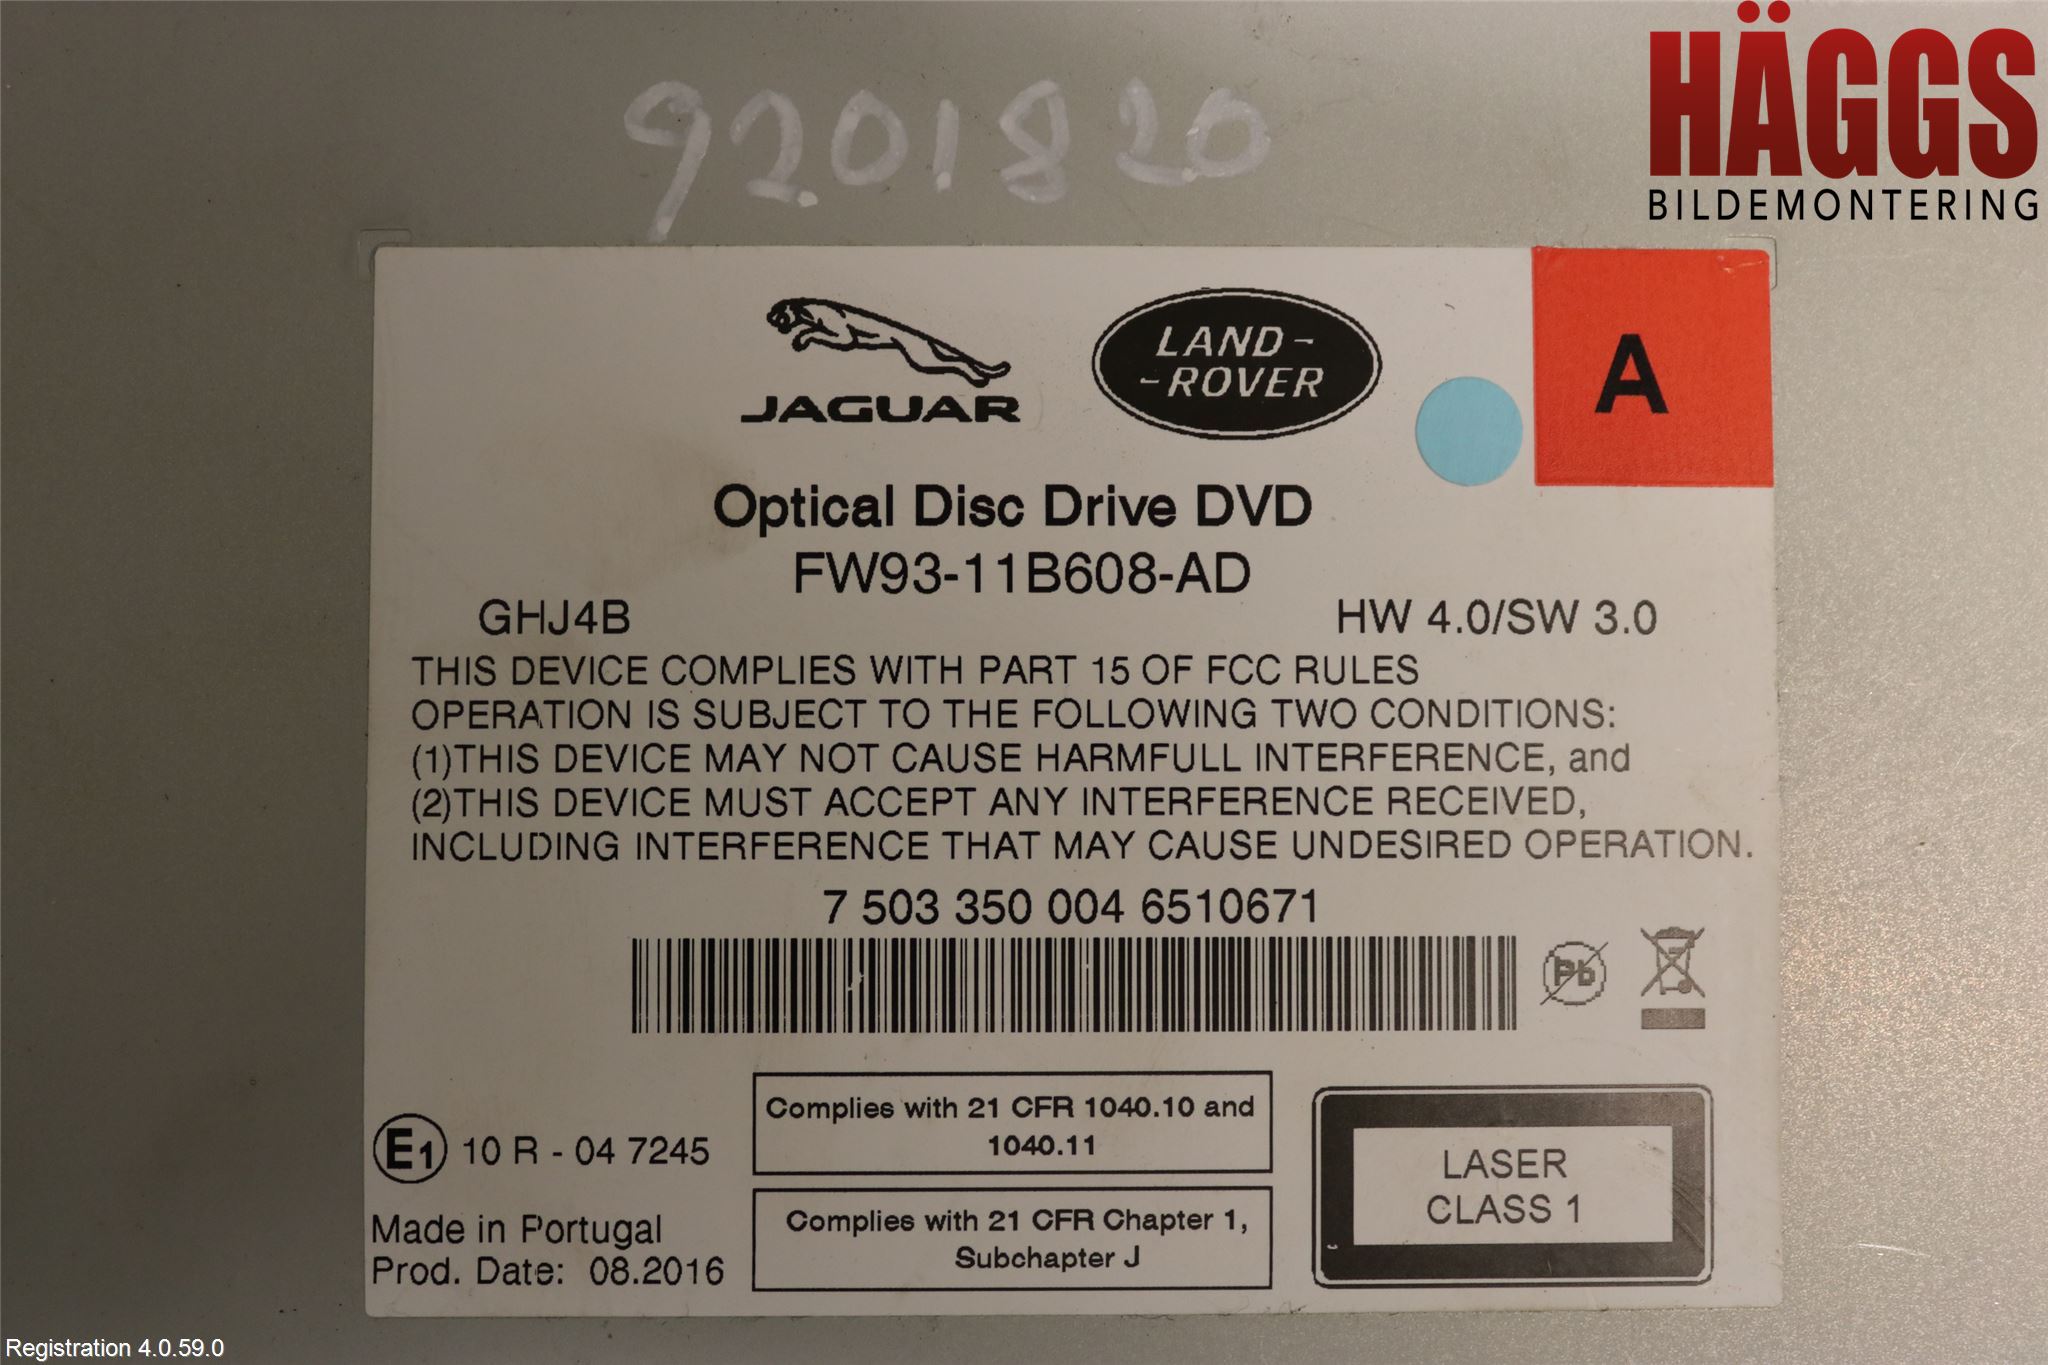 HÄGGS
BILDEMONTERING
9201820
JAGUAR
LAND-
-ROVER
A
Optical Disc Drive DVD
FW93-11B608-AD
GHJ4B HW 4.0/SW 3.0
THIS DEVICE COMPLIES WITH PART 15 OF FCC RULES
OPERATION IS SUBJECT TO THE FOLLOWING TWO CONDITIONS:
(1)THIS DEVICE MAY NOT CAUSE HARMFULL INTERFERENCE, and
(2)THIS DEVICE MUST ACCEPT ANY INTERFERENCE RECEIVED,
INCLUDING INTERFERENCE THAT MAY CAUSE UNDESIRED OPERATION.
7 503 350 004 6510671
Pb
E1 10 R - 04 7245
Complies with 21 CFR 1040.10 and
1040.11
LASER
CLASS 1
Made in Portugal
Prod. Date: 08.2016
Complies with 21 CFR Chapter 1,
Subchapter J
Registration 4.0.59.0